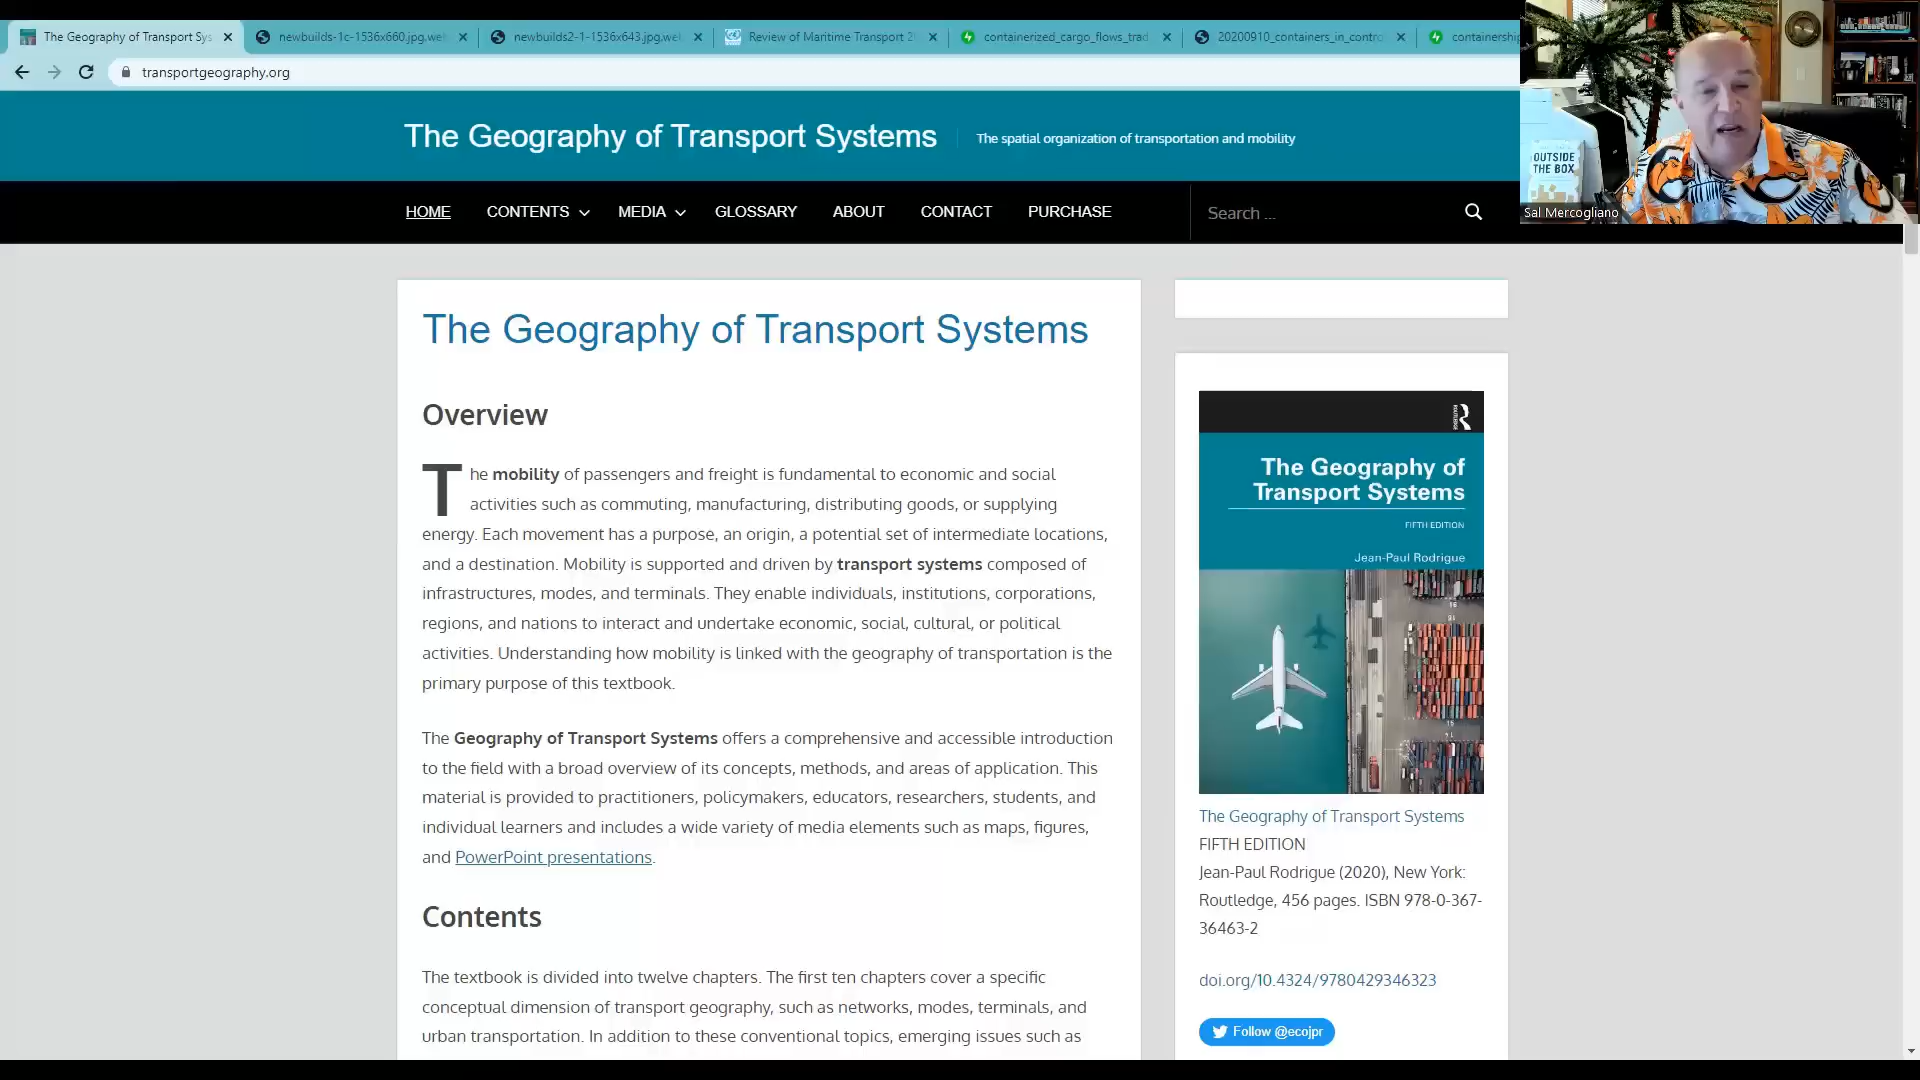 The Geography of Transport Sys
newbuilds-1c-1536x660.jpg.we
newbuilds2-1-1536x643.jpg.we
Review of Maritime Transport 2
containerized_cargo_flows_trad
20200910_containers_in_contro
containership
transportgeography.org
OUTSIDE
THE BOX
Sal Mercogliano
The Geography of Transport Systems
The spatial organization of transportation and mobility
HOME CONTENTS MEDIA GLOSSARY ABOUT CONTACT PURCHASE
Search ...
The Geography of Transport Systems
Overview
The mobility of passengers and freight is fundamental to economic and social
activities such as commuting, manufacturing, distributing goods, or supplying
energy. Each movement has a purpose, an origin, a potential set of intermediate locations,
and a destination. Mobility is supported and driven by transport systems composed of
infrastructures, modes, and terminals. They enable individuals, institutions, corporations,
regions, and nations to interact and undertake economic, social, cultural, or political
activities. Understanding how mobility is linked with the geography of transportation is the
primary purpose of this textbook.
The Geography of Transport Systems offers a comprehensive and accessible introduction
to the field with a broad overview of its concepts, methods, and areas of application. This
material is provided to practitioners, policymakers, educators, researchers, students, and
individual learners and includes a wide variety of media elements such as maps, figures,
and PowerPoint presentations.
Contents
The textbook is divided into twelve chapters. The first ten chapters cover a specific
conceptual dimension of transport geography, such as networks, modes, terminals, and
urban transportation. In addition to these conventional topics, emerging issues such as
The Geography of
Transport Systems
FIFTH EDITION
Jean-Paul Rodrigue
The Geography of Transport Systems
FIFTH EDITION
Jean-Paul Rodrigue (2020), New York:
Routledge, 456 pages. ISBN 978-0-367-
36463-2
doi.org/10.4324/9780429346323
Follow @ecojpr